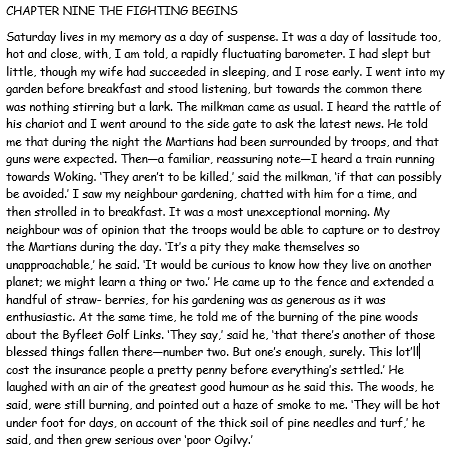 CHAPTER NINE THE FIGHTING BEGINS
Saturday lives in my memory as a day of suspense. It was a day of lassitude too,
hot and close, with, I am told, a rapidly fluctuating barometer. I had slept but
little, though my wife had succeeded in sleeping, and I rose early. I went into my
garden before breakfast and stood listening, but towards the common there
was nothing stirring but a lark. The milkman came as usual. I heard the rattle of
his chariot and I went around to the side gate to ask the latest news. He told
me that during the night the Martians had been surrounded by troops, and that
guns were expected. Then—a familiar, reassuring note—I heard a train running
towards Woking. ‘They aren’t to be killed,’ said the milkman, ‘if that can possibly
be avoided.’ I saw my neighbour gardening, chatted with him for a time, and
then strolled in to breakfast. It was a most unexceptional morning. My
neighbour was of opinion that the troops would be able to capture or to destroy
the Martians during the day. ‘It’s a pity they make themselves so
unapproachable,’ he said. ‘It would be curious to know how they live on another
planet; we might learn a thing or two.’ He came up to the fence and extended a
handful of straw- berries, for his gardening was as generous as it was
enthusiastic. At the same time, he told me of the burning of the pine woods
about the Byfleet Golf Links. ‘They say,’ said he, ‘that there’s another of those
blessed things fallen there—number two. But one’s enough, surely. This lot’ll
cost the insurance people a pretty penny before everything’s settled.’ He
laughed with an air of the greatest good humour as he said this. The woods, he
said, were still burning, and pointed out a haze of smoke to me. ‘They will be hot
under foot for days, on account of the thick soil of pine needles and turf,’ he
said, and then grew serious over ‘poor Ogilvy.’